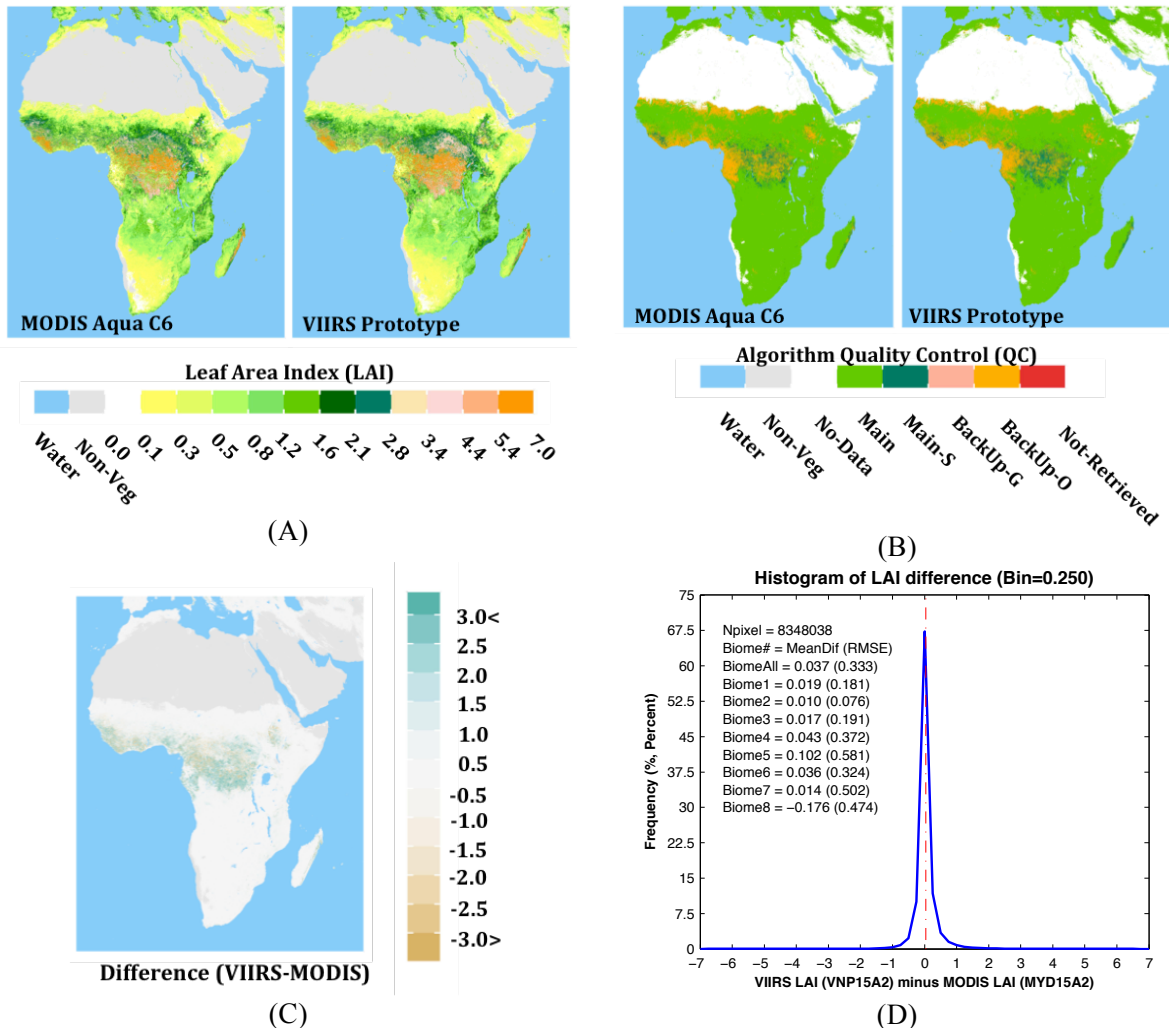 MODIS Aqua C6
VIIRS Prototype
Leaf Area Index (LAI)
Water
Non-Veg
0.0
0.1
0.3
0.5
0.8
1.2
1.6
2.1
2.8
3.4
4.4
5.4
7.0
(A)
MODIS Aqua C6
VIIRS Prototype
Algorithm Quality Control (QC)
Water
Non-Veg
No-Data
Main
Main-S
BackUp-G
BackUp-O
Not-Retrieved
(B)
3.0<
2.5
2.0
1.5
1.0
0.5
-0.5
-1.0
-1.5
-2.0
-2.5
-3.0>
Difference (VIIRS-MODIS)
(C)
Histogram of LAI difference (Bin=0.250)
75
67.5
60
52.5
45
37.5
30
22.5
15
7.5
0
Frequency (%, Percent)
Npixel = 8348038
Biome# = MeanDif (RMSE)
BiomeAll = 0.037 (0.333)
Biome1 = 0.019 (0.181)
Biome2 = 0.010 (0.076)
Biome3 = 0.017 (0.191)
Biome4 = 0.043 (0.372)
Biome5 = 0.102 (0.581)
Biome6 = 0.036 (0.324)
Biome7 = 0.014 (0.502)
Biome8 = −0.176 (0.474)
−7 −6 −5 −4 −3 −2 −1 0 1 2 3 4 5 6 7
VIIRS LAI (VNP15A2) minus MODIS LAI (MYD15A2)
(D)